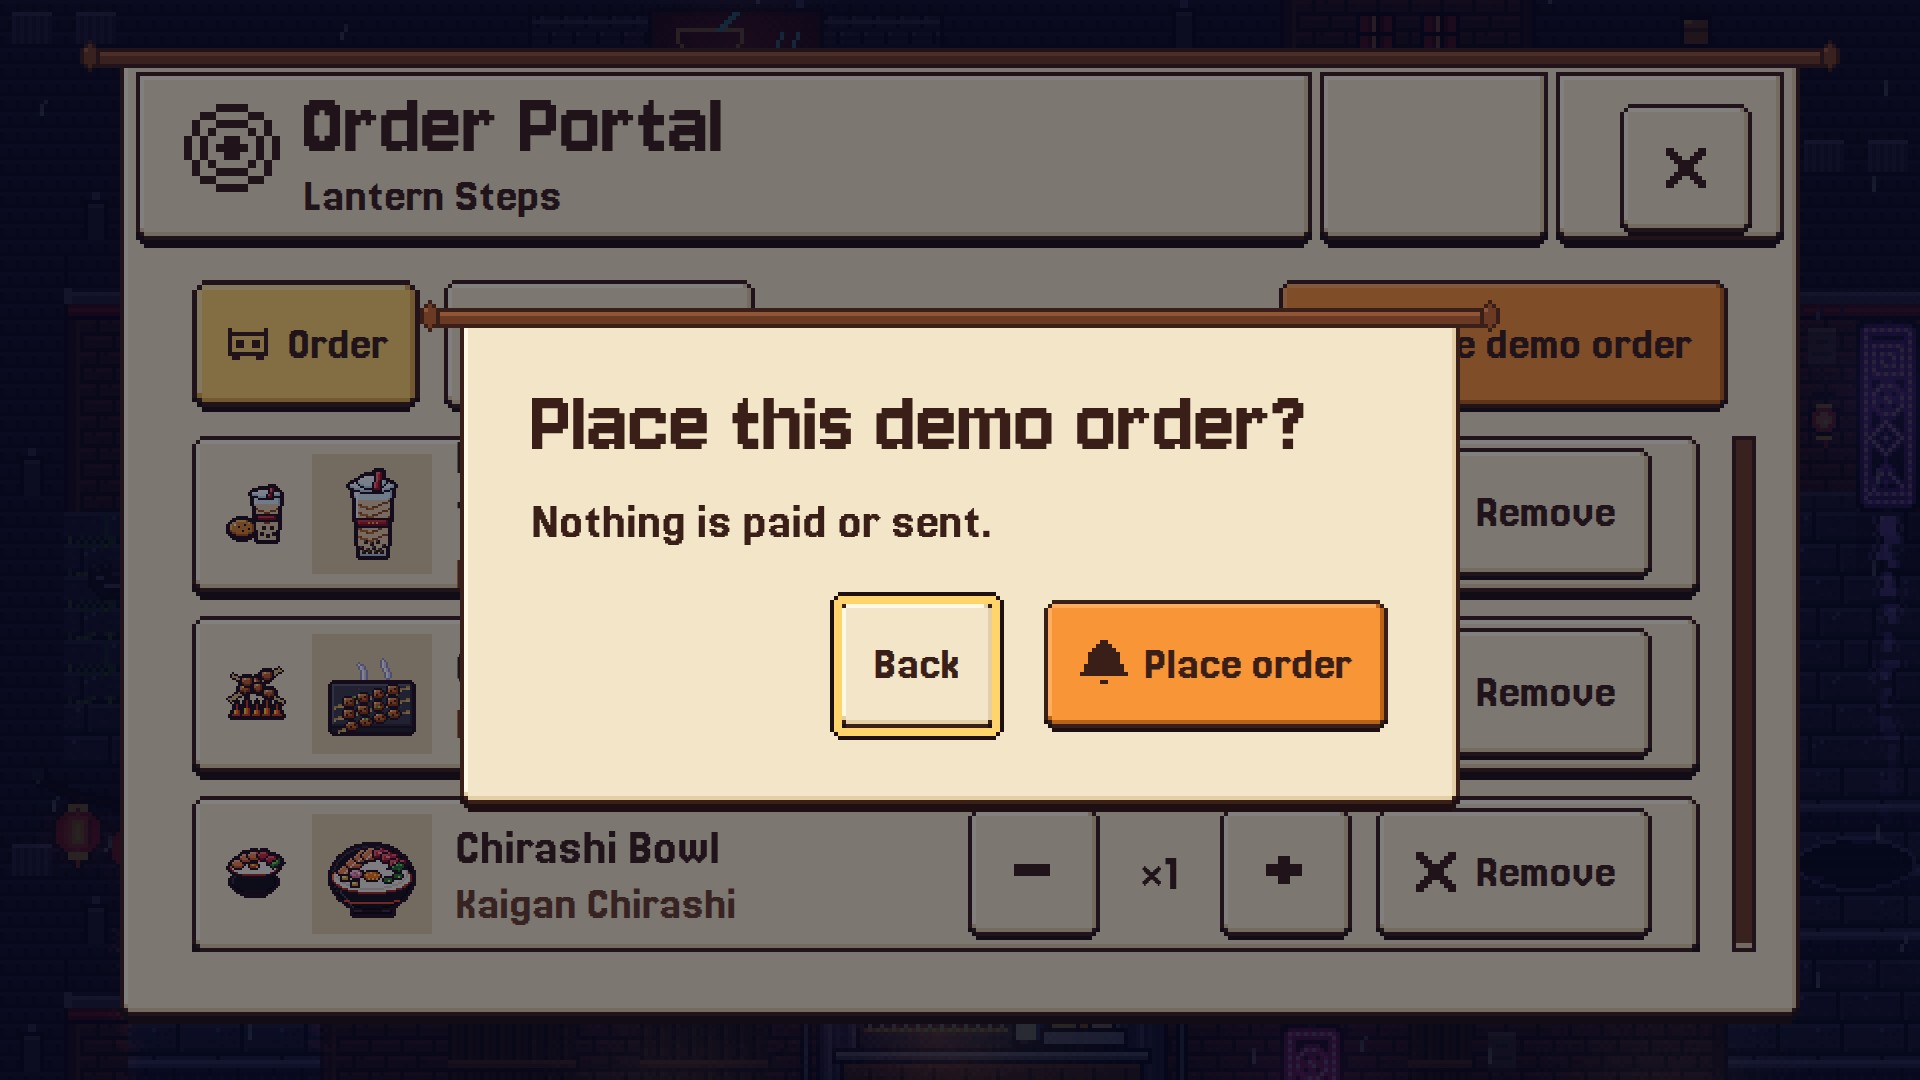 Order Portal
Lantern Steps
Order
e demo order
Place this demo order?
Nothing is paid or sent.
Back
Place order
Remove
Remove
Chirashi Bowl
Kaigan Chirashi
×1
Remove